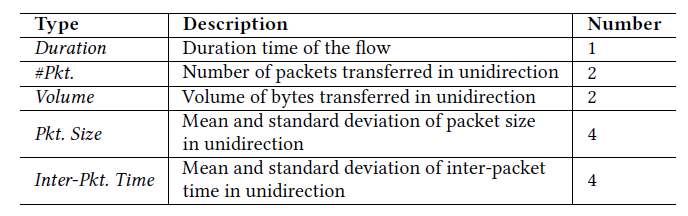 Type Description Number
Duration Duration time of the flow 1
#Pkt. Number of packets transferred in unidirection 2
Volume Volume of bytes transferred in unidirection 2
Pkt. Size Mean and standard deviation of packet size
in unidirection 4
Inter-Pkt. Time Mean and standard deviation of inter-packet
time in unidirection 4